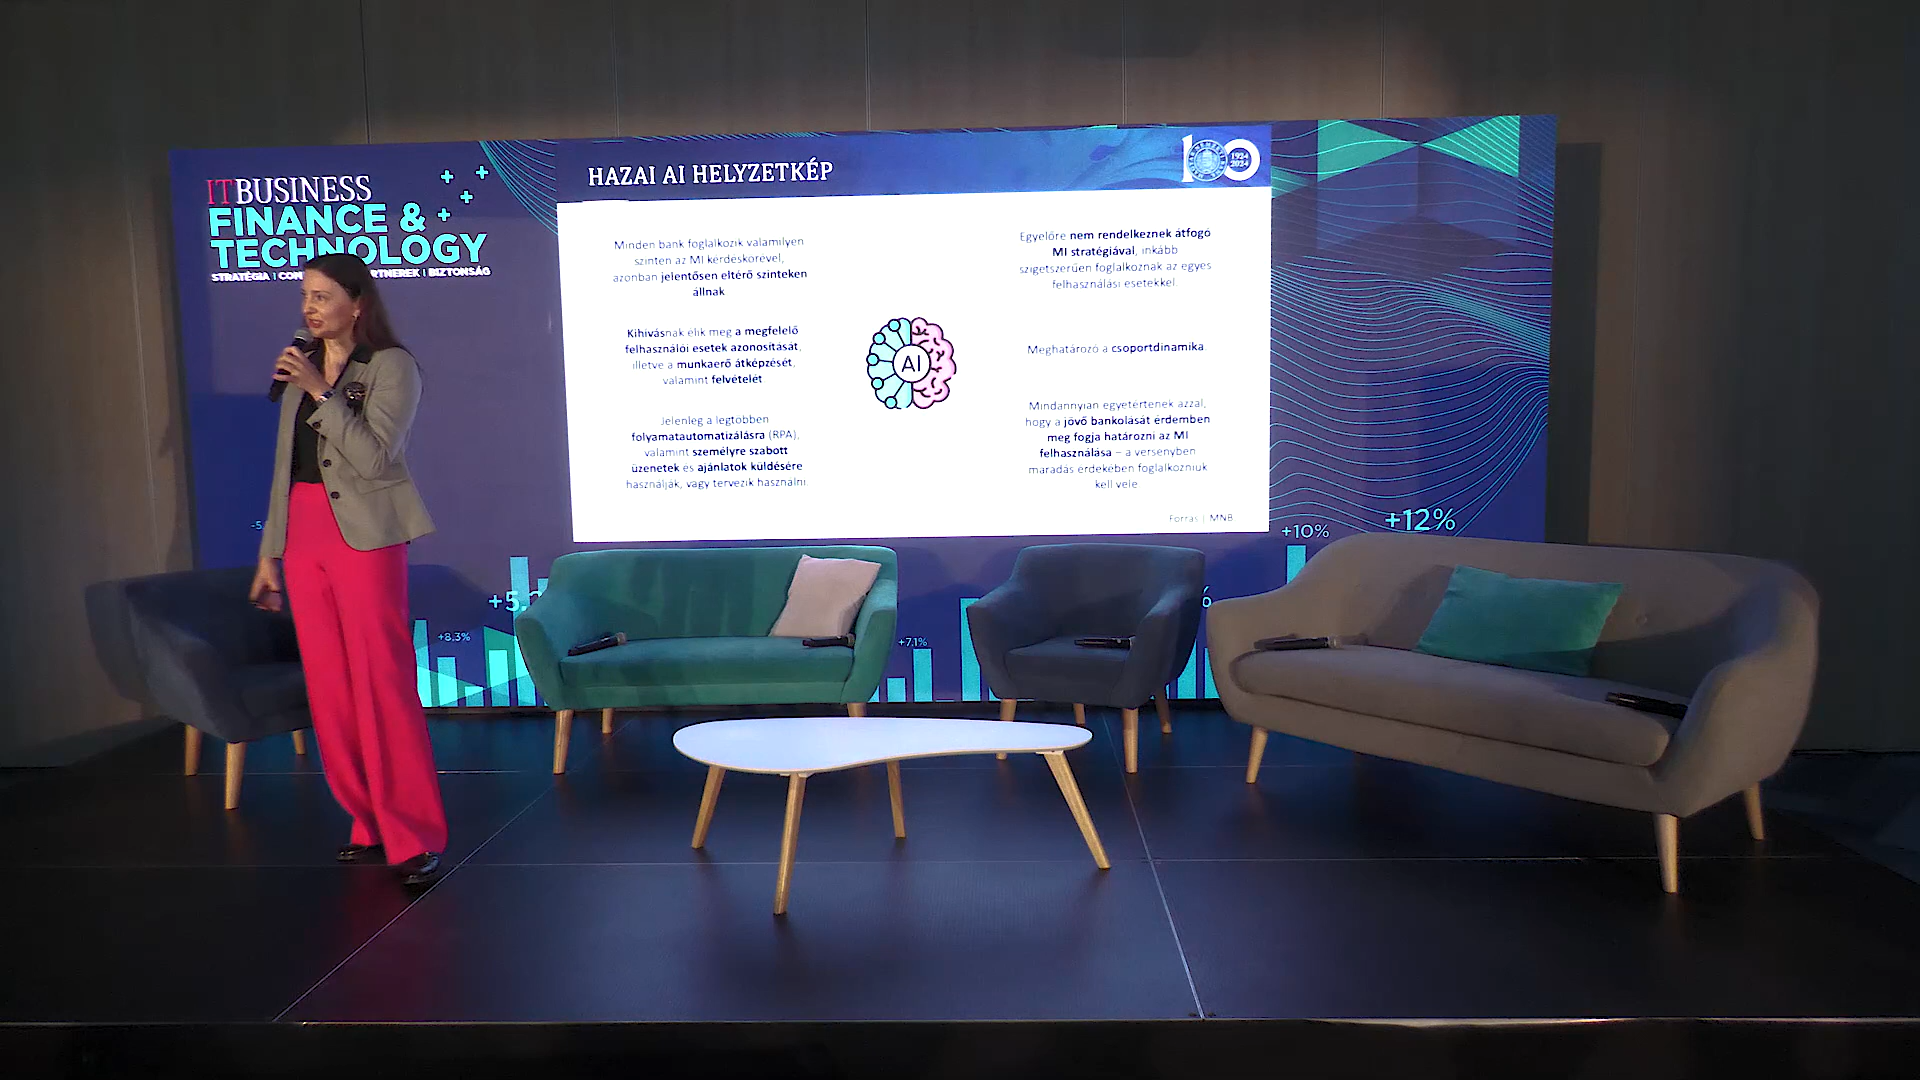 ITBUSINESS
FINANCE &
TECHNOLOGY
STRATÉGIA | CON RTNEREK | BIZTONSÁG
HAZAI AI HELYZETKÉP
1924
2024
Minden bank foglalkozik valamilyen
szinten az MI kérdéskörével,
azonban jelentősen eltérő szinteken
állnak
Kihívásnak élik meg a megfelelő
felhasználói esetek azonosítását,
illetve a munkaerő átképzését,
valamint felvételét
Jelenleg a legtöbben
folyamatautomatizálásra (RPA),
valamint személyre szabott
üzenetek és ajánlatok küldésére
használják, vagy tervezik használni.
AI
Egyelőre nem rendelkeznek átfogó
MI stratégiával, inkább
szigetszerűen foglalkoznak az egyes
felhasználási esetekkel.
Meghatározó a csoportdinamika.
Mindannyian egyetértenek azzal,
hogy a jövő bankolását érdemben
meg fogja határozni az MI
felhasználása – a versenyben
maradás érdekében foglalkozniuk
kell vele
Forrás | MNB
+10%
+12%
+8.3%
+7.1%